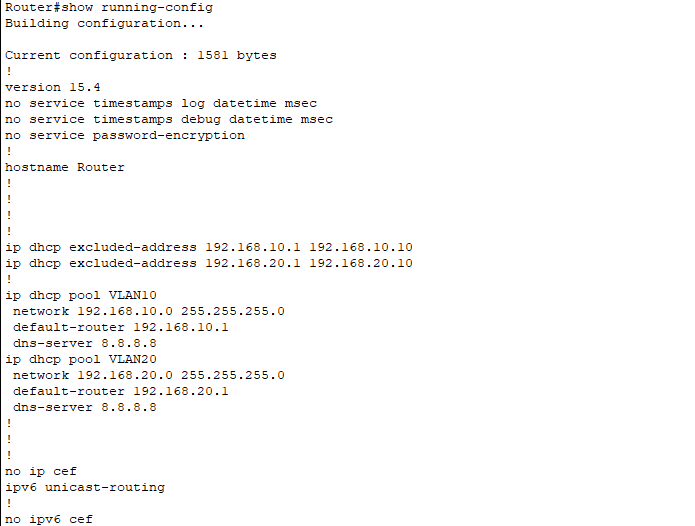 Router#show running-config
Building configuration...
Current configuration : 1581 bytes
!
version 15.4
no service timestamps log datetime msec
no service timestamps debug datetime msec
no service password-encryption
!
hostname Router
!
!
!
!
ip dhcp excluded-address 192.168.10.1 192.168.10.10
ip dhcp excluded-address 192.168.20.1 192.168.20.10
!
ip dhcp pool VLAN10
 network 192.168.10.0 255.255.255.0
 default-router 192.168.10.1
 dns-server 8.8.8.8
ip dhcp pool VLAN20
 network 192.168.20.0 255.255.255.0
 default-router 192.168.20.1
 dns-server 8.8.8.8
!
!
!
no ip cef
ipv6 unicast-routing
!
no ipv6 cef